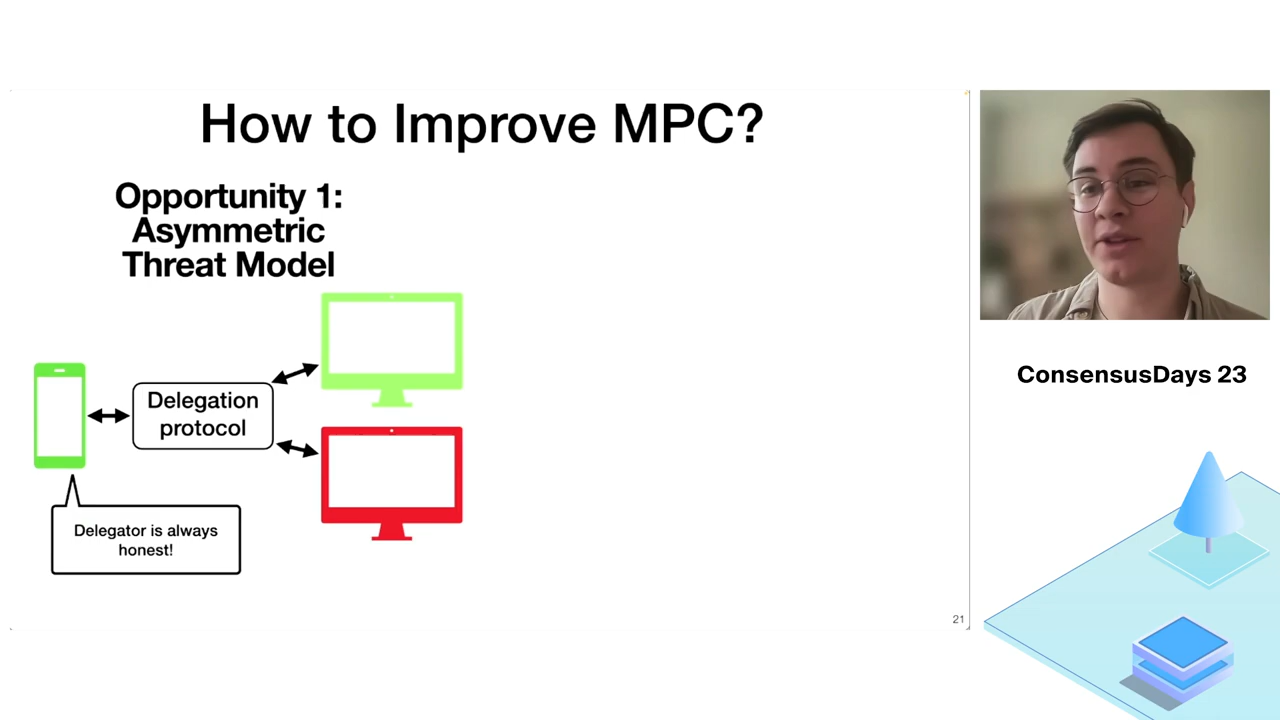 How to Improve MPC?
Opportunity 1:
Asymmetric
Threat Model
Delegation
protocol
Delegator is always
honest!
21
ConsensusDays 23